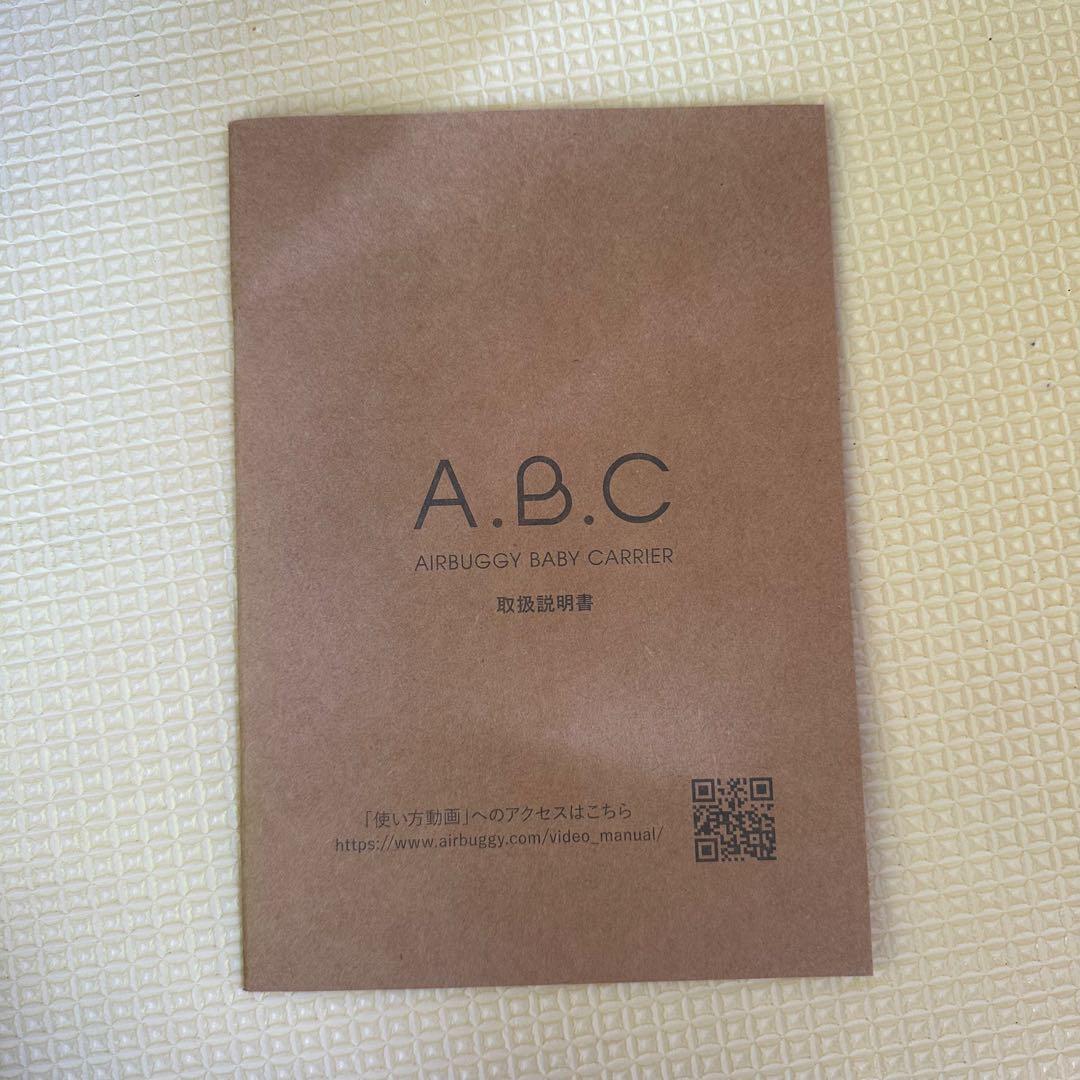 A.B.C
AIRBUGGY BABY CARRIER
取扱説明書
「使い方動画」へのアクセスはこちら
https://www.airbuggy.com/video_manual/